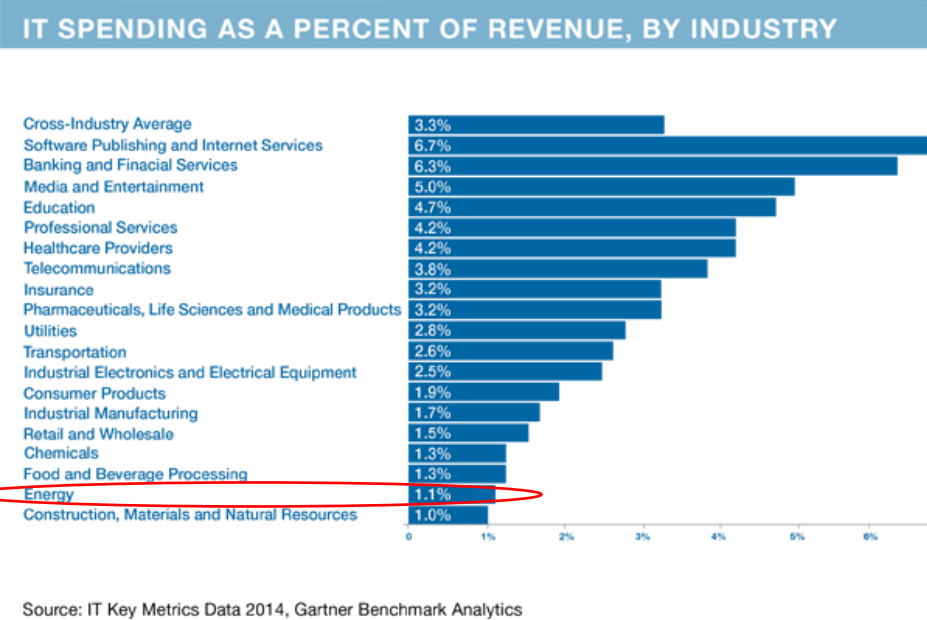 IT SPENDING AS A PERCENT OF REVENUE, BY INDUSTRY
Cross-Industry Average 3.3%
Software Publishing and Internet Services 6.7%
Banking and Finacial Services 6.3%
Media and Entertainment 5.0%
Education 4.7%
Professional Services 4.2%
Healthcare Providers 4.2%
Telecommunications 3.8%
Insurance 3.2%
Pharmaceuticals, Life Sciences and Medical Products 3.2%
Utilities 2.8%
Transportation 2.6%
Industrial Electronics and Electrical Equipment 2.5%
Consumer Products 1.9%
Industrial Manufacturing 1.7%
Retail and Wholesale 1.5%
Chemicals 1.3%
Food and Beverage Processing 1.3%
Energy 1.1%
Construction, Materials and Natural Resources 1.0%
0 1% 2% 3% 4% 5% 6%
Source: IT Key Metrics Data 2014, Gartner Benchmark Analytics